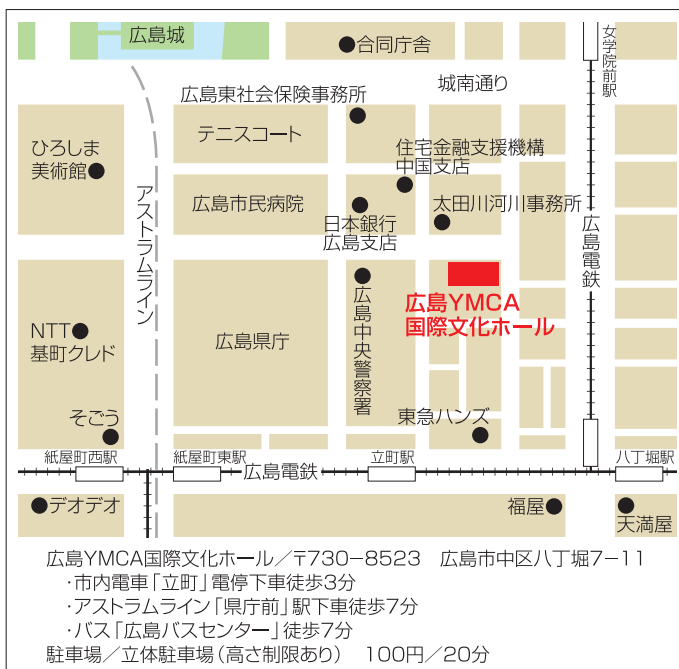 広島城
合同庁舎
女学院前駅
城南通り
広島東社会保険事務所
テニスコート
住宅金融支援機構
中国支店
ひろしま
美術館
アストラムライン
広島市民病院
太田川河川事務所
日本銀行
広島支店
広島電鉄
広島YMCA
国際文化ホール
広島中央警察署
NTT
基町クレド
広島県庁
そごう
東急ハンズ
紙屋町西駅
紙屋町東駅
広島電鉄
立町駅
八丁堀駅
デオデオ
福屋
天満屋
広島YMCA国際文化ホール／〒730－8523　広島市中区八丁堀7－11
・市内電車「立町」電停下車徒歩3分
・アストラムライン「県庁前」駅下車徒歩7分
・バス「広島バスセンター」徒歩7分
駐車場／立体駐車場（高さ制限あり）　100円／20分